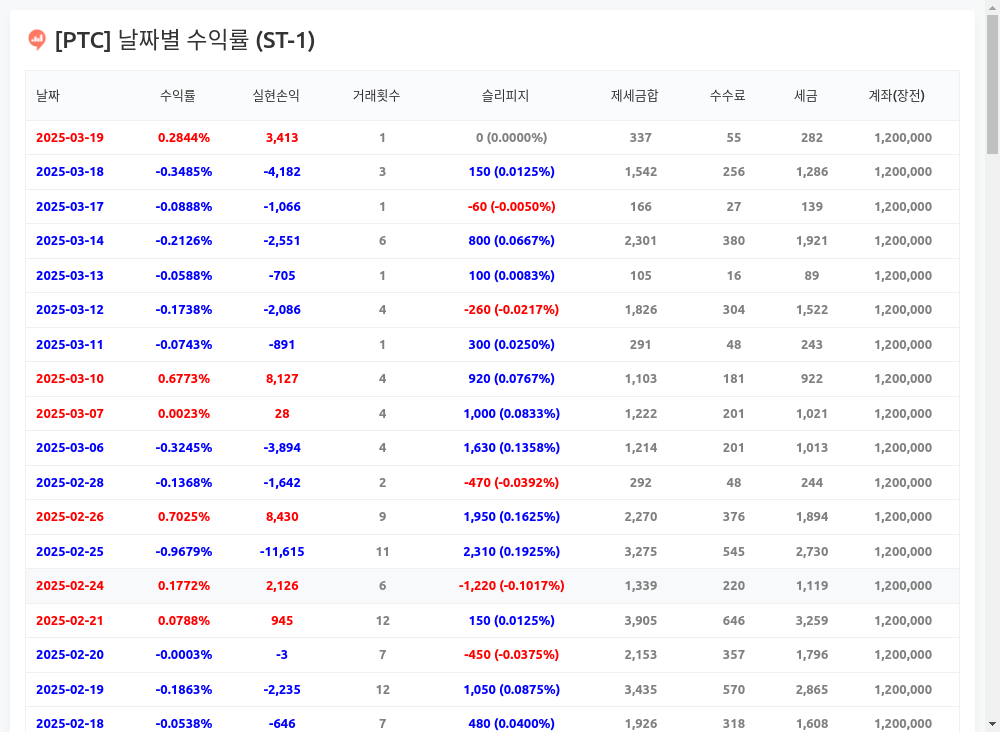 [PTC] 날짜별 수익률 (ST-1)
날짜 수익률 실현손익 거래횟수 슬리피지 제세금합 수수료 세금 계좌(장전)
2025-03-19 0.2844% 3,413 1 0 (0.0000%) 337 55 282 1,200,000
2025-03-18 -0.3485% -4,182 3 150 (0.0125%) 1,542 256 1,286 1,200,000
2025-03-17 -0.0888% -1,066 1 -60 (-0.0050%) 166 27 139 1,200,000
2025-03-14 -0.2126% -2,551 6 800 (0.0667%) 2,301 380 1,921 1,200,000
2025-03-13 -0.0588% -705 1 100 (0.0083%) 105 16 89 1,200,000
2025-03-12 -0.1738% -2,086 4 -260 (-0.0217%) 1,826 304 1,522 1,200,000
2025-03-11 -0.0743% -891 1 300 (0.0250%) 291 48 243 1,200,000
2025-03-10 0.6773% 8,127 4 920 (0.0767%) 1,103 181 922 1,200,000
2025-03-07 0.0023% 28 4 1,000 (0.0833%) 1,222 201 1,021 1,200,000
2025-03-06 -0.3245% -3,894 4 1,630 (0.1358%) 1,214 201 1,013 1,200,000
2025-02-28 -0.1368% -1,642 2 -470 (-0.0392%) 292 48 244 1,200,000
2025-02-26 0.7025% 8,430 9 1,950 (0.1625%) 2,270 376 1,894 1,200,000
2025-02-25 -0.9679% -11,615 11 2,310 (0.1925%) 3,275 545 2,730 1,200,000
2025-02-24 0.1772% 2,126 6 -1,220 (-0.1017%) 1,339 220 1,119 1,200,000
2025-02-21 0.0788% 945 12 150 (0.0125%) 3,905 646 3,259 1,200,000
2025-02-20 -0.0003% -3 7 -450 (-0.0375%) 2,153 357 1,796 1,200,000
2025-02-19 -0.1863% -2,235 12 1,050 (0.0875%) 3,435 570 2,865 1,200,000
2025-02-18 -0.0538% -646 7 480 (0.0400%) 1,926 318 1,608 1,200,000